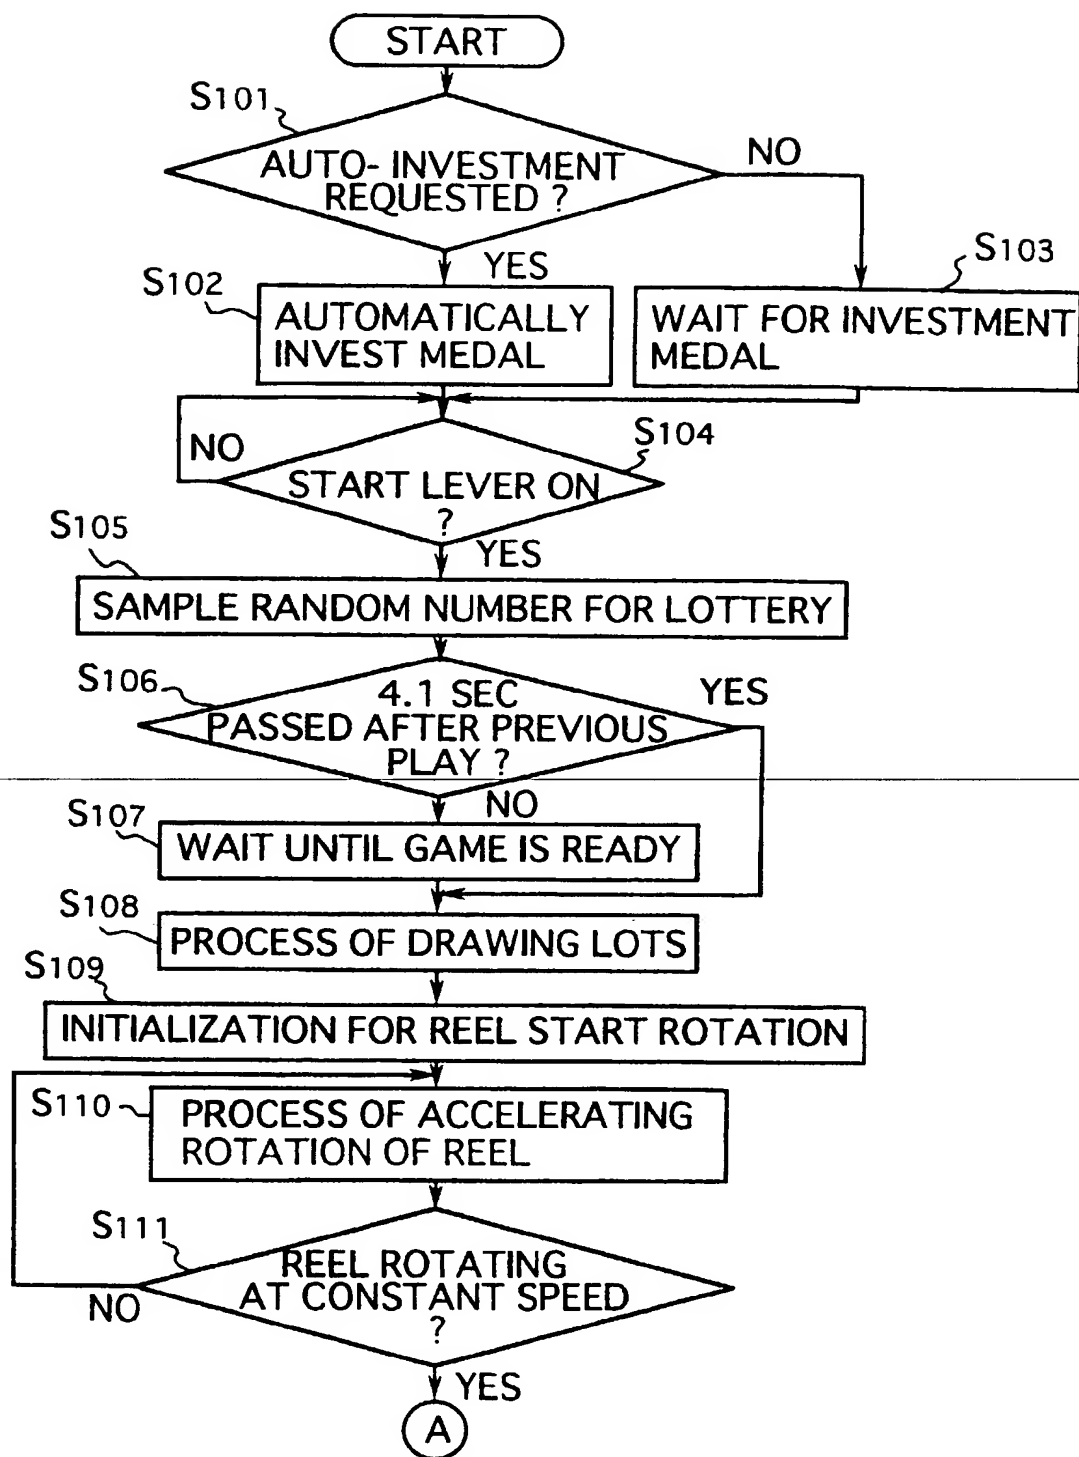 START
S101
AUTO- INVESTMENT
REQUESTED ?
NO
YES
S102
S103
AUTOMATICALLY
INVEST MEDAL
WAIT FOR INVESTMENT
MEDAL
NO
S104
START LEVER ON
?
S105
YES
SAMPLE RANDOM NUMBER FOR LOTTERY
S106
4.1 SEC
PASSED AFTER PREVIOUS
PLAY ?
YES
NO
S107
WAIT UNTIL GAME IS READY
S108
PROCESS OF DRAWING LOTS
S109
INITIALIZATION FOR REEL START ROTATION
S110
PROCESS OF ACCELERATING
ROTATION OF REEL
S111
REEL ROTATING
AT CONSTANT SPEED
?
NO
YES
A